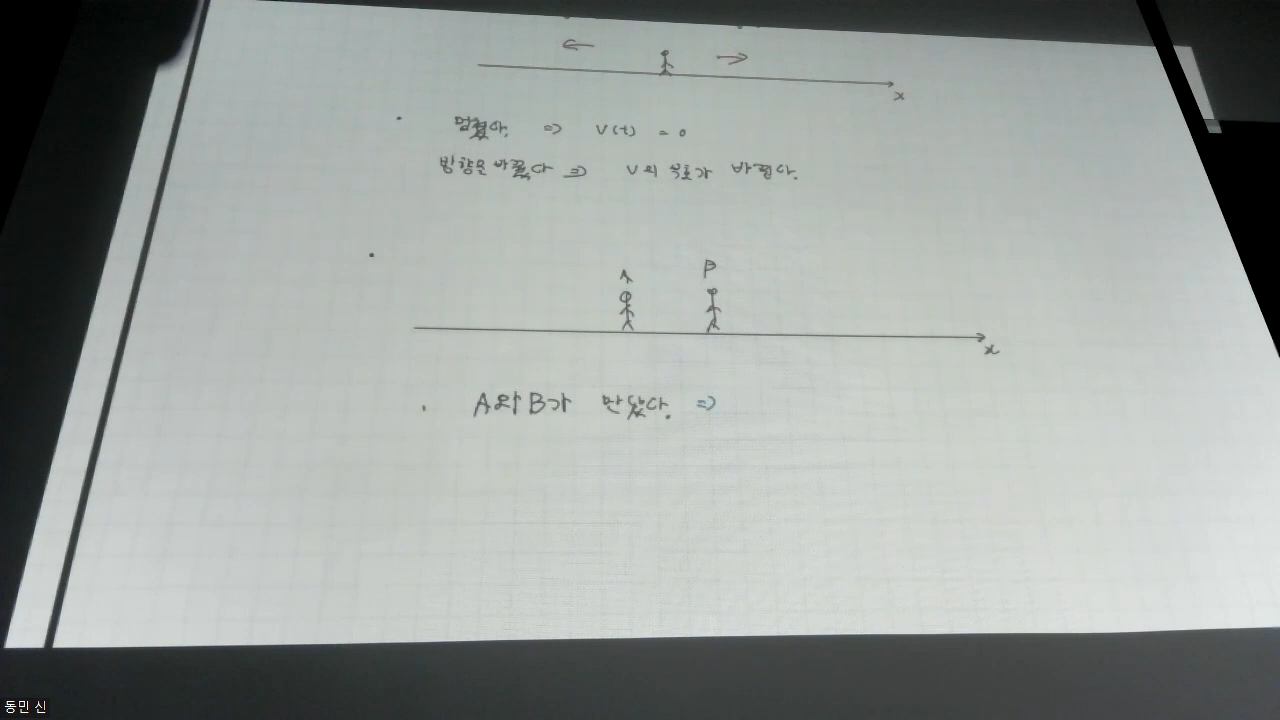 ← →
x
멈췄다. => V(t) = 0
방향을 바꿨다 => V의 부호가 바뀐다.
A B
x
A와 B가 만났다. =>
동민 신